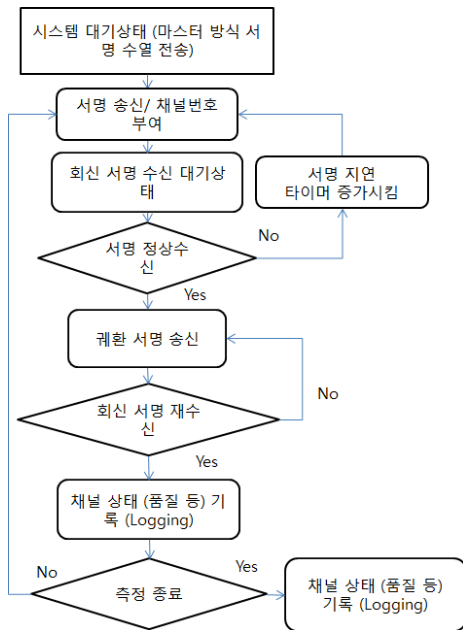 시스템 대기상태 (마스터 방식 서
명 수열 전송)
서명 송신/ 채널번호
부여
회신 서명 수신 대기상
태
서명 지연
타이머 증가시킴
서명 정상수
신
No
Yes
궤환 서명 송신
회신 서명 재수
신
No
Yes
채널 상태 (품질 등) 기
록 (Logging)
No
Yes
측정 종료
채널 상태 (품질 등)
기록 (Logging)